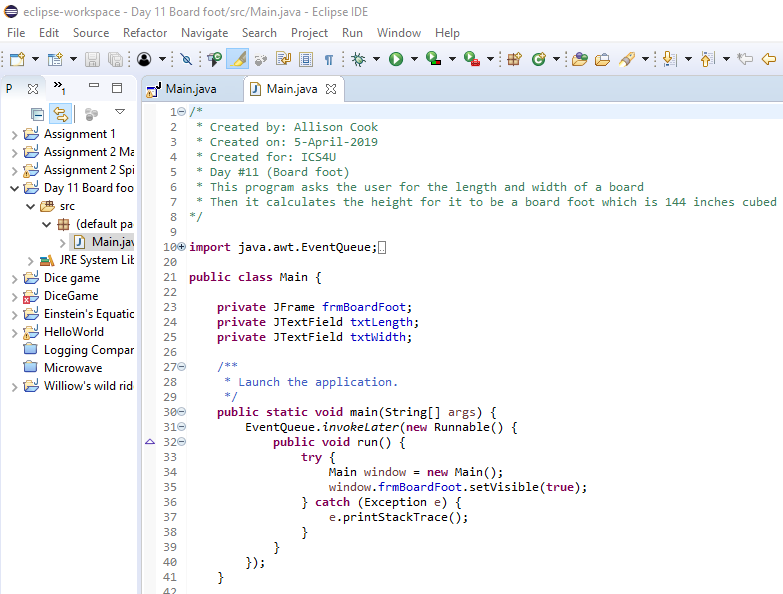 eclipse-workspace - Day 11 Board foot/src/Main.java - Eclipse IDE
File Edit Source Refactor Navigate Search Project Run Window Help
P »1
Main.java Main.java
Assignment 1
Assignment 2 Ma
Assignment 2 Spi
Day 11 Board foo
src
(default pa
Main.jav
JRE System Lib
Dice game
DiceGame
Einstein's Equatic
HelloWorld
Logging Compar
Microwave
Williow's wild rid
1 /*
2 * Created by: Allison Cook
3 * Created on: 5-April-2019
4 * Created for: ICS4U
5 * Day #11 (Board foot)
6 * This program asks the user for the length and width of a board
7 * Then it calculates the height for it to be a board foot which is 144 inches cubed
8 */
9
10 import java.awt.EventQueue;
20
21 public class Main {
22
23 private JFrame frmBoardFoot;
24 private JTextField txtLength;
25 private JTextField txtWidth;
26
27 /**
28 * Launch the application.
29 */
30 public static void main(String[] args) {
31 EventQueue.invokeLater(new Runnable() {
32 public void run() {
33 try {
34 Main window = new Main();
35 window.frmBoardFoot.setVisible(true);
36 } catch (Exception e) {
37 e.printStackTrace();
38 }
39 }
40 });
41 }
42